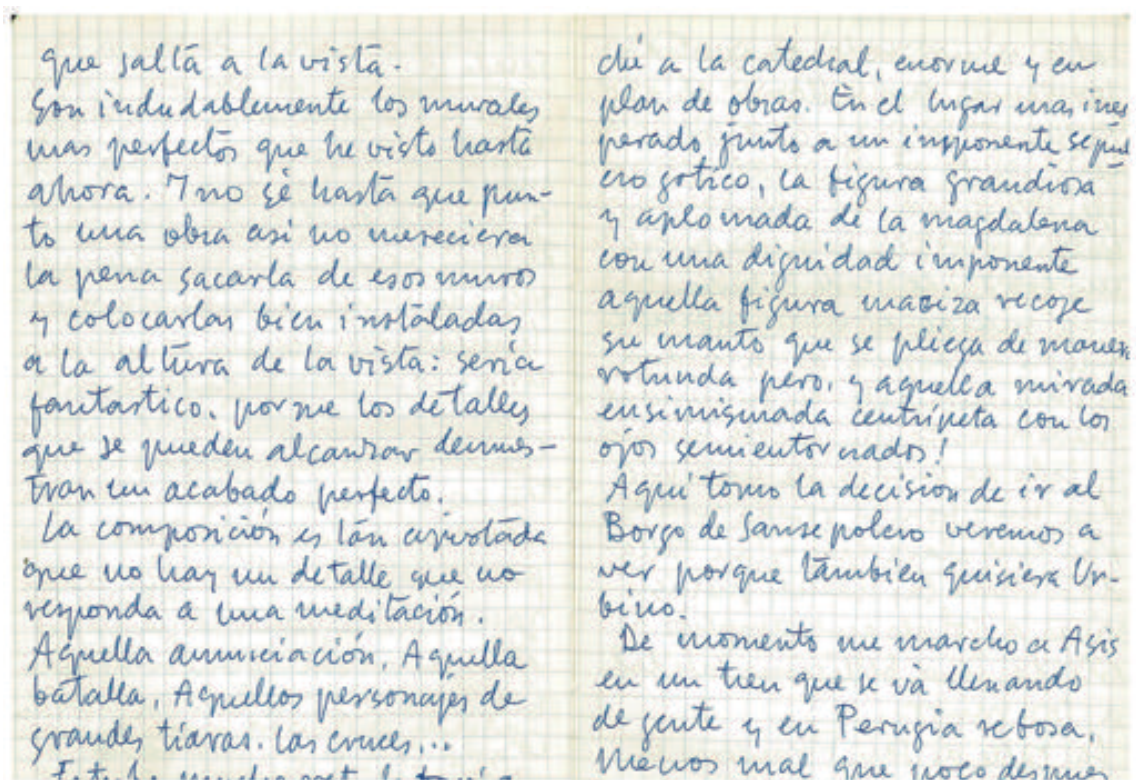 que salta a la vista.
Son indudablemente los murales
mas perfectos que he visto hasta
ahora. Y no sé hasta que pun-
to una obra asi no mereciera
la pena sacarla de esos muros
y colocarlas bien instaladas
a la altura de la vista: seria
fantastico, porque los detalles
que se pueden alcanzar demues-
tran un acabado perfecto.
La composición es tán
que no hay un detalle que no
responda a una meditación.
Aquella anunciación. Aquella
batalla. Aquellos personajes de
grandes tiaras. las cruces...
ché a la catedral, enorme y en
plan de obras. En el lugar mas ines
perado junto a un imponente sepul
cro gotico, la figura grandiosa
y aplomada de la magdalena
con una dignidad imponente
aquella figura maciza recoge
su manto que se pliega de manera
rotunda pero, y aquella mirada
ensimismada centrípeta con los
ojos semientornados!
Aqui tomo la decision de ir al
Borgo de Sansepolcro veremos a
ver porque tambien quisiera Ur-
bino.
De momento me marcho a Asis
en un tren que se và llenando
de gente y en Perugia rebosa.
Menos mal que poco despues